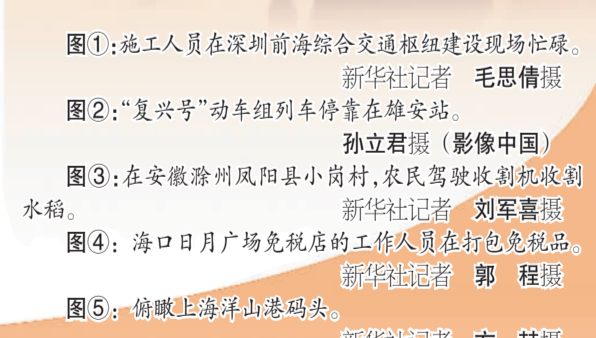 图①:施工人员在深圳前海综合交通枢纽建设现场忙碌。
新华社记者 毛思倩摄
图②:“复兴号”动车组列车停靠在雄安站。
孙立君摄(影像中国)
图③:在安徽滁州凤阳县小岗村,农民驾驶收割机收割
水稻。 新华社记者 刘军喜摄
图④: 海口日月广场免税店的工作人员在打包免税品。
新华社记者 郭 程摄
图⑤: 俯瞰上海洋山港码头。
新华社记者